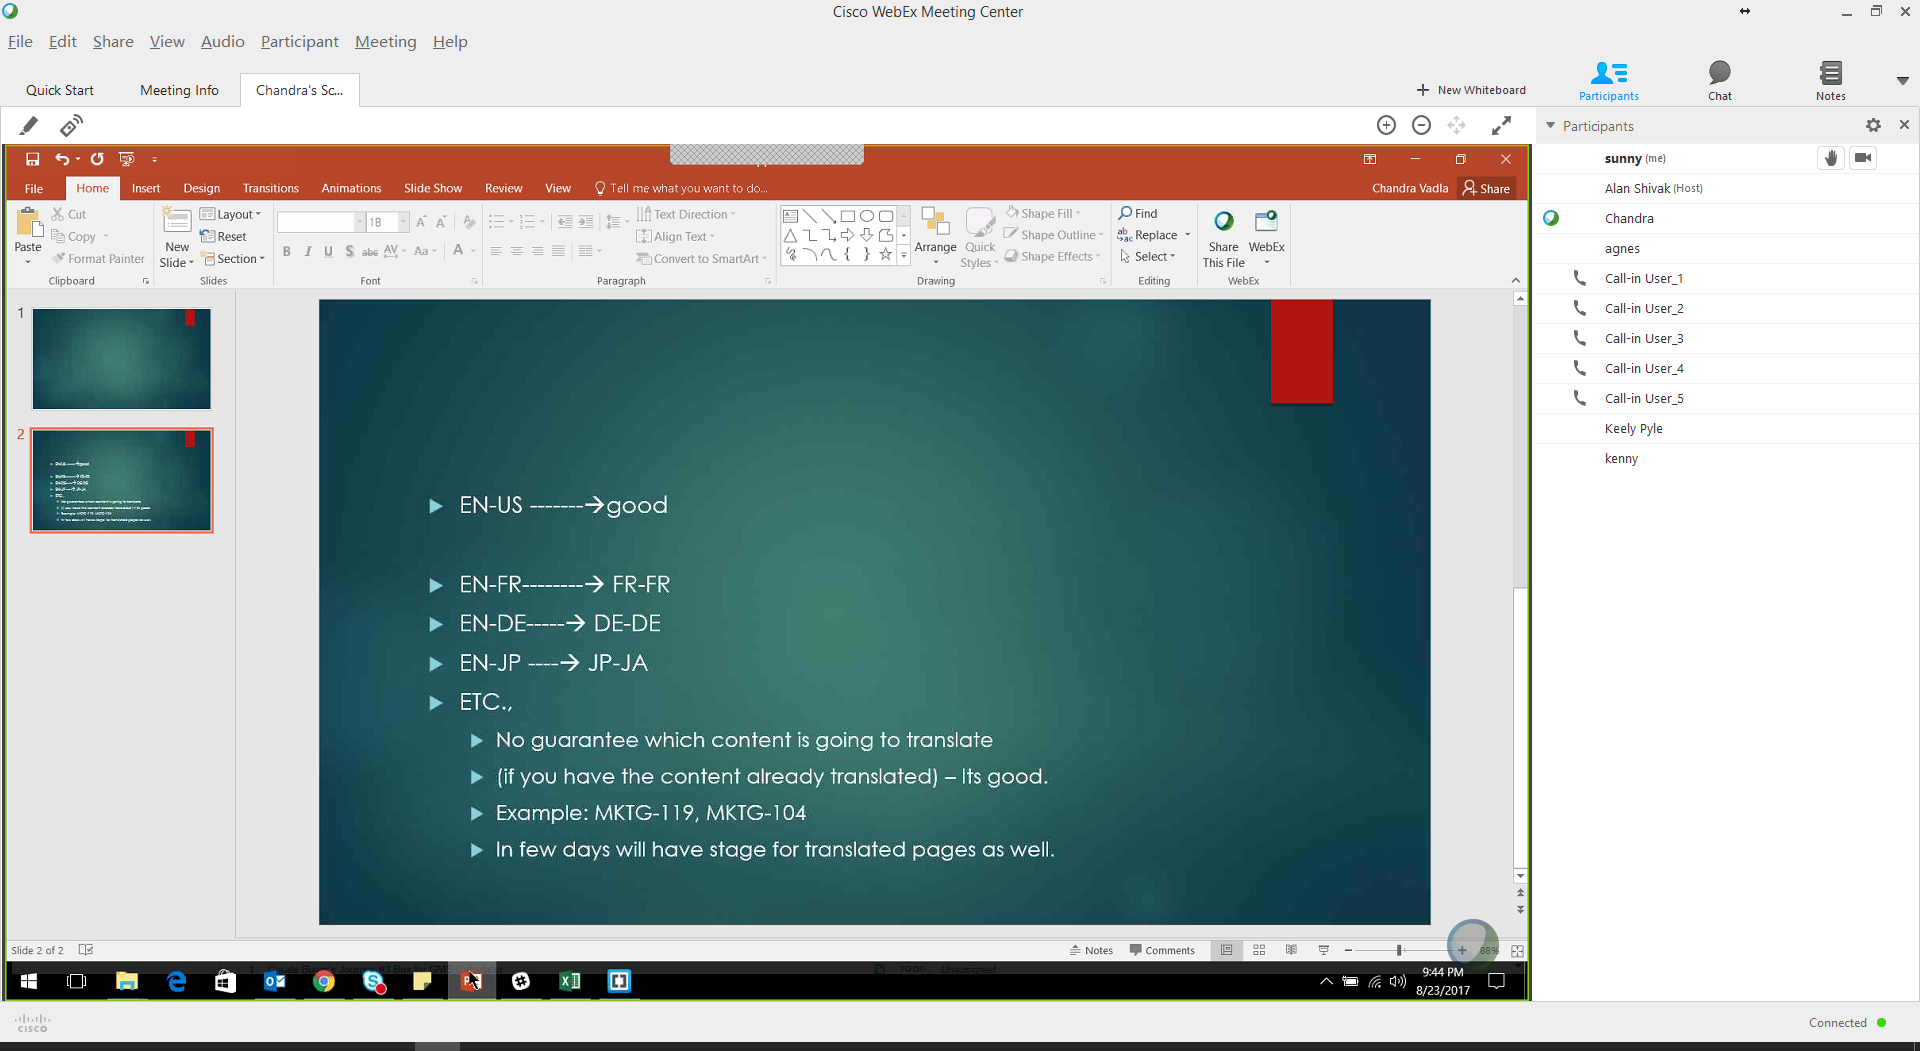 Cisco WebEx Meeting Center
File Edit Share View Audio Participant Meeting Help
Quick Start Meeting Info Chandra's Sc...
New Whiteboard
Participants Chat Notes
Participants
File Home Insert Design Transitions Animations Slide Show Review View Tell me what you want to do... Chandra Vadla Share
Paste
Cut
Copy
Format Painter
Clipboard
New
Slide
Layout
Reset
Section
Slides
18
B I U S abc AV Aa A
Font
Text Direction
Align Text
Convert to SmartArt
Paragraph
Arrange
Quick
Styles
Shape Fill
Shape Outline
Shape Effects
Drawing
Find
Replace
Select
Editing
Share
This File
WebEx
WebEx
1
2
EN-US -------→good
EN-FR--------→ FR-FR
EN-DE-----→ DE-DE
EN-JP ----→ JP-JA
ETC.,
No guarantee which content is going to translate
(if you have the content already translated) – Its good.
Example: MKTG-119, MKTG-104
In few days will have stage for translated pages as well.
sunny (me)
Alan Shivak (Host)
Chandra
agnes
Call-in User_1
Call-in User_2
Call-in User_3
Call-in User_4
Call-in User_5
Keely Pyle
kenny
Slide 2 of 2
Notes Comments
88%
9:44 PM
8/23/2017
cisco
Connected